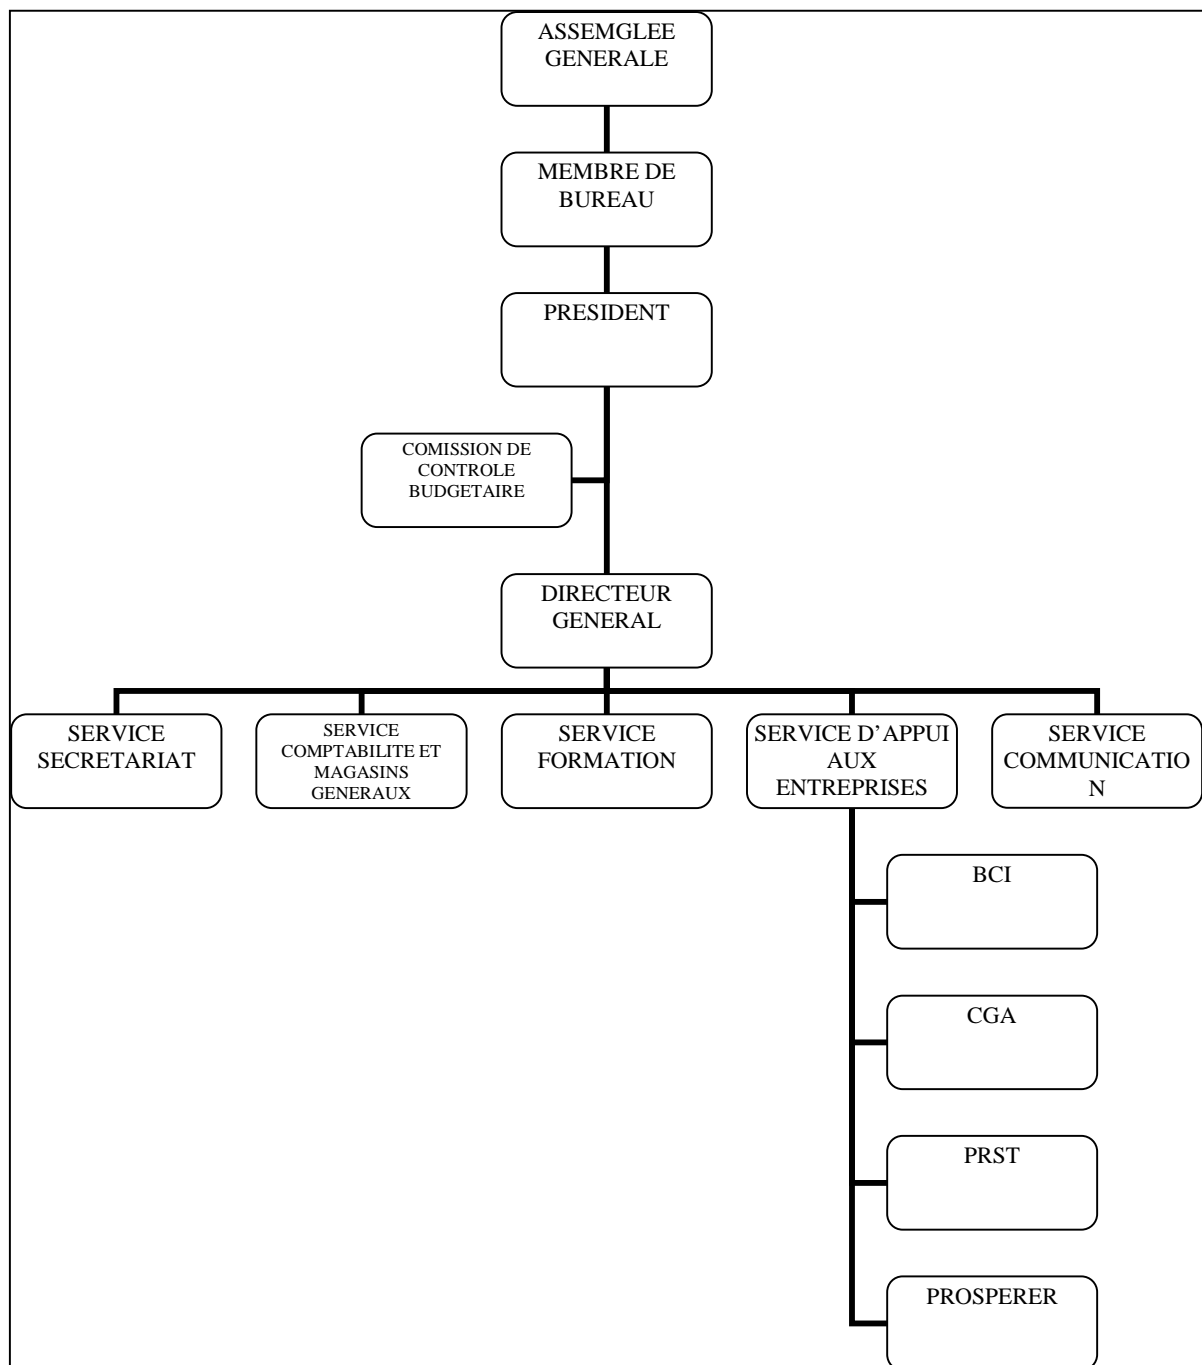 ASSEMGLEE
GENERALE
MEMBRE DE
BUREAU
PRESIDENT
COMISSION DE
CONTROLE
BUDGETAIRE
DIRECTEUR
GENERAL
SERVICE
SECRETARIAT
SERVICE
COMPTABILITE ET
MAGASINS
GENERAUX
SERVICE
FORMATION
SERVICE D’APPUI
AUX
ENTREPRISES
SERVICE
COMMUNICATIO
N
BCI
CGA
PRST
PROSPERER